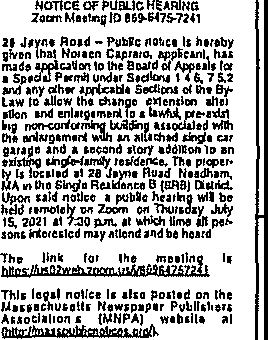 NOTICE OF PUBLIC HEARING
Zoom Meeting ID 869-6475-7241
28 Jayne Road – Public notice is hereby
given that Noreen Capraro, applicant, has
made application to the Board of Appeals for
a Special Permit under Sections 1 4 6, 7 5.2
and any other applicable Sections of the By-
Law to allow the change extension alter
ation and enlargement to a lawful, pre-exist
ing non-conforming building associated with
the enlargement with an attached single car
garage and a second story addition to an
existing single-family residence. The proper-
ty is located at 28 Jayne Road Needham,
MA in the Single Residence B (SRB) District.
Upon said notice a public hearing will be
held remotely on Zoom on Thursday July
15, 2021 at 7:30 p.m. at which time all per-
sons interested may attend and be heard
The link for the meeting is
https://us02web.zoom.us/j/86964757241
This legal notice is also posted on the
Massachusetts Newspaper Publishers
Association s (MNPA) website at
(http://masspublicnotices.org/).